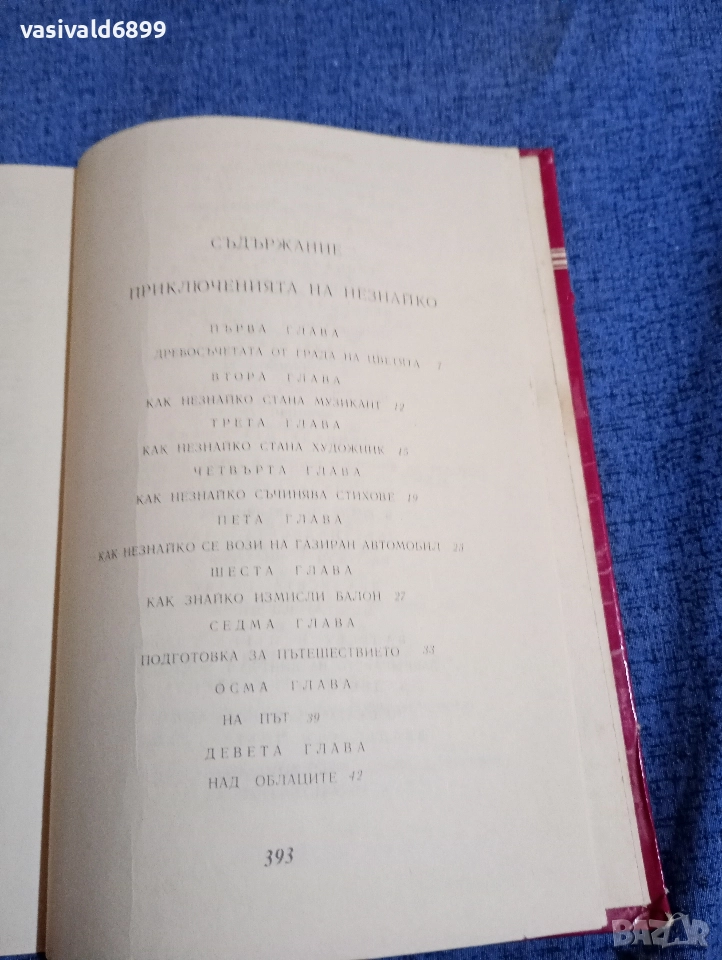 vasivald6899
СЪДЪРЖАНИЕ
ПРИКЛЮЧЕНИЯТА НА НЕЗНАЙКО
ПЪРВА ГЛАВА
ДРЕБОСЪЧЕТАТА ОТ ГРАДА НА ЦВЕТЯТА 7
ВТОРА ГЛАВА
КАК НЕЗНАЙКО СТАНА МУЗИКАНТ 12
ТРЕТА ГЛАВА
КАК НЕЗНАЙКО СТАНА ХУДОЖНИК 15
ЧЕТВЪРТА ГЛАВА
КАК НЕЗНАЙКО СЪЧИНЯВА СТИХОВЕ 19
ПЕТА ГЛАВА
КАК НЕЗНАЙКО СЕ ВОЗИ НА ГАЗИРАН АВТОМОБИЛ 23
ШЕСТА ГЛАВА
КАК ЗНАЙКО ИЗМИСЛИ БАЛОН 27
СЕДМА ГЛАВА
ПОДГОТОВКА ЗА ПЪТЕШЕСТВИЕТО 33
ОСМА ГЛАВА
НА ПЪТ 39
ДЕВЕТА ГЛАВА
НАД ОБЛАЦИТЕ 42
393
BAZAR